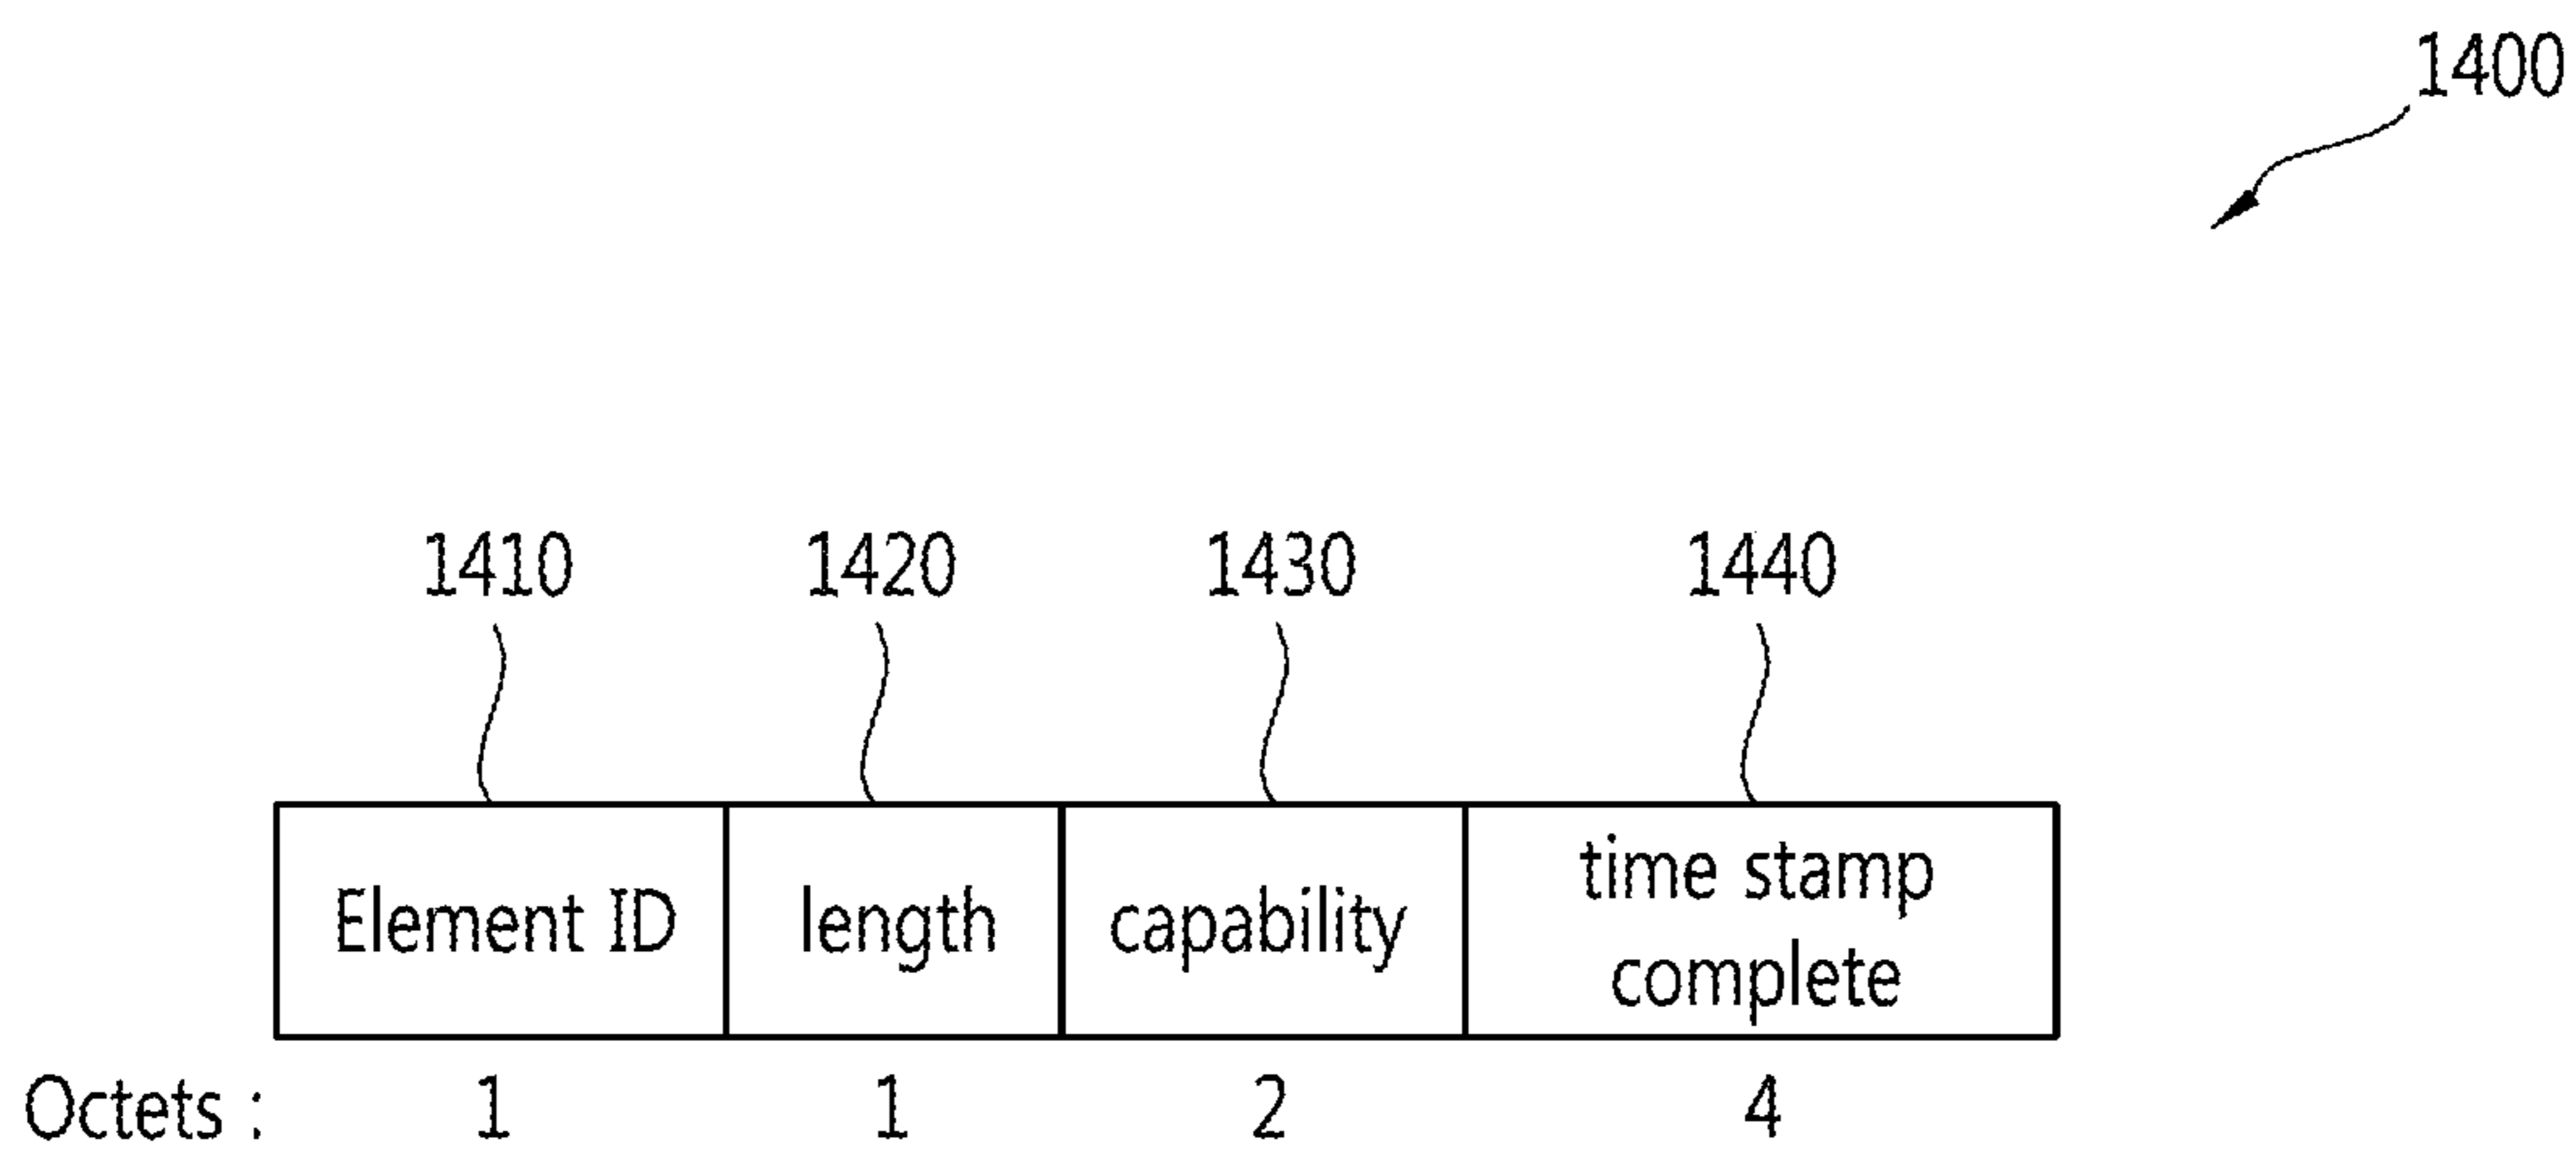 1400
1410 1420 1430 1440
Element ID length capability time stamp complete
Octets : 1 1 2 4